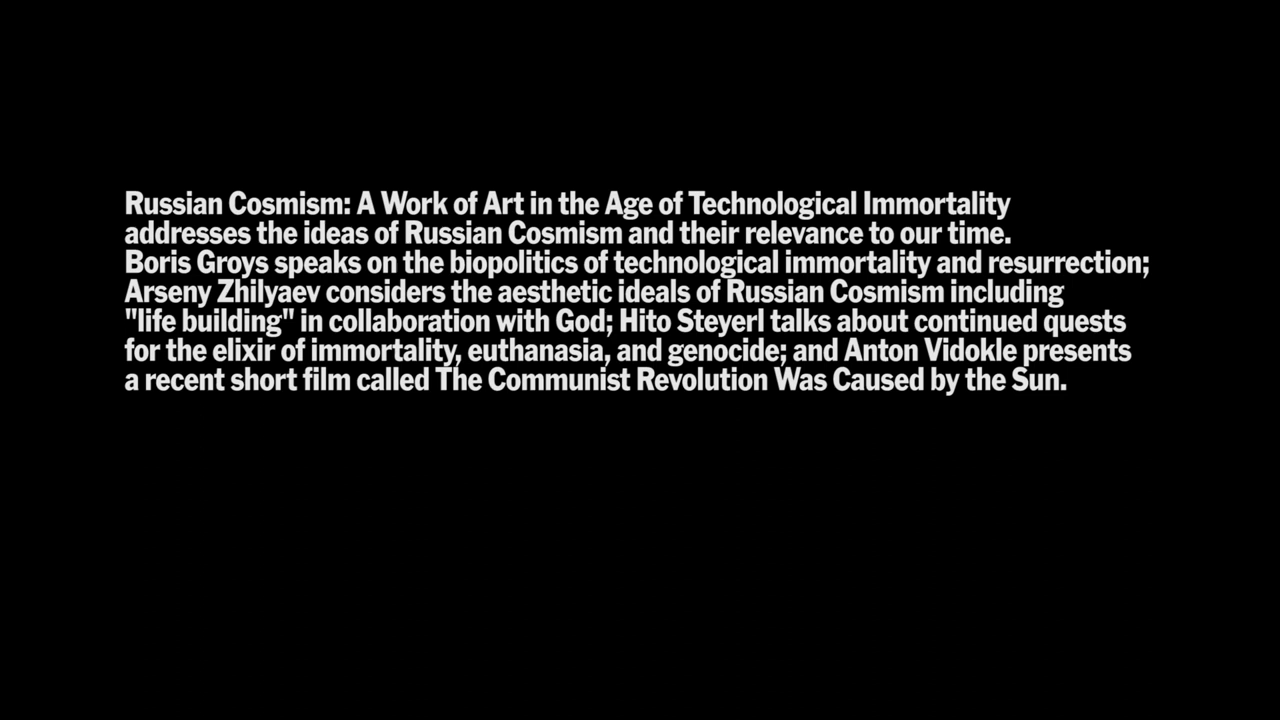 Russian Cosmism: A Work of Art in the Age of Technological Immortality
addresses the ideas of Russian Cosmism and their relevance to our time.
Boris Groys speaks on the biopolitics of technological immortality and resurrection;
Arseny Zhilyaev considers the aesthetic ideals of Russian Cosmism including
"life building" in collaboration with God; Hito Steyerl talks about continued quests
for the elixir of immortality, euthanasia, and genocide; and Anton Vidokle presents
a recent short film called The Communist Revolution Was Caused by the Sun.